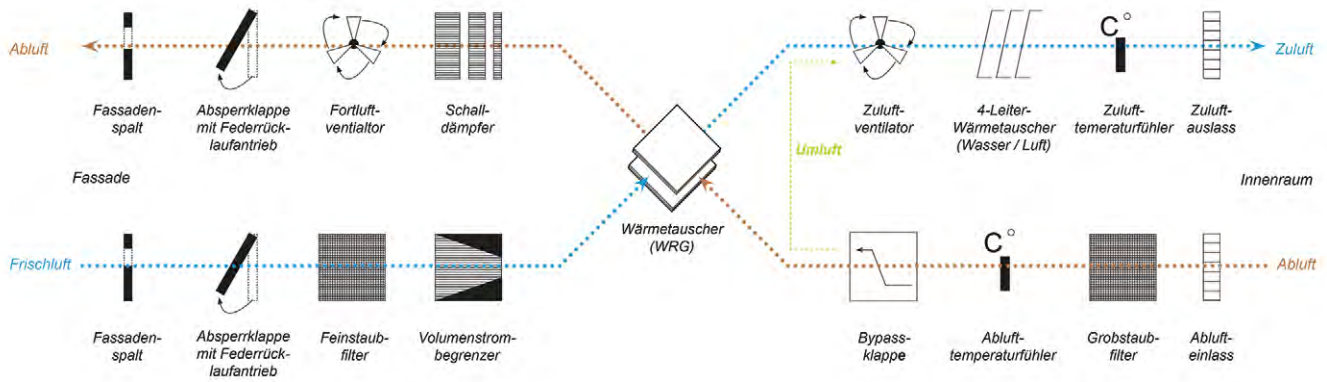 Abluft
C°
Zuluft
Fassaden-
spalt
Absperrklappe
mit Federrück-
laufantrieb
Fortluft-
ventialtor
Schall-
dämpfer
Zuluft-
ventilator
4-Leiter-
Wärmetauscher
(Wasser / Luft)
Zuluft-
temeraturfühler
Zuluft-
auslass
Umluft
Fassade
Innenraum
Wärmetauscher
(WRG)
Frischluft
C°
Abluft
Fassaden-
spalt
Absperrklappe
mit Federrück-
laufantrieb
Feinstaub-
filter
Volumenstrom-
begrenzer
Bypass-
klappe
Abluft-
temperaturfühler
Grobstaub-
filter
Abluft-
einlass